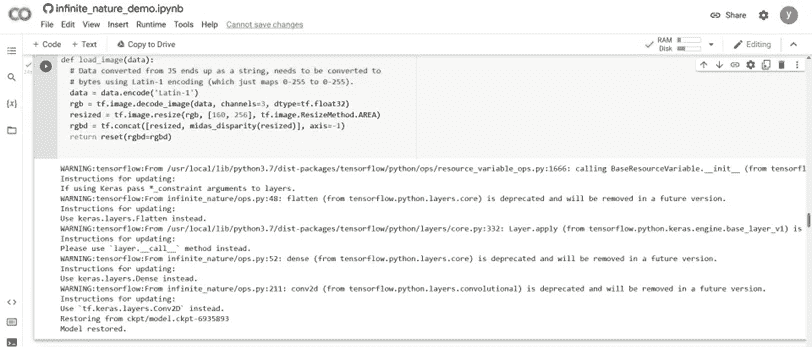 infinite_nature_demo.ipynb
File Edit View Insert Runtime Tools Help Cannot save changes
Share
y
+ Code + Text Copy to Drive
RAM
Disk
Editing
def load_image(data):
# Data converted from JS ends up as a string, needs to be converted to
# bytes using Latin-1 encoding (which just maps 0-255 to 0-255).
data = data.encode('Latin-1')
rgb = tf.image.decode_image(data, channels=3, dtype=tf.float32)
resized = tf.image.resize(rgb, [160, 256], tf.image.ResizeMethod.AREA)
rgbd = tf.concat([resized, midas_disparity(resized)], axis=-1)
return reset(rgbd=rgbd)
WARNING:tensorflow:From /usr/local/lib/python3.7/dist-packages/tensorflow/python/ops/resource_variable_ops.py:1666: calling BaseResourceVariable.__init__ (from tensorf
Instructions for updating:
If using Keras pass *_constraint arguments to layers.
WARNING:tensorflow:From infinite_nature/ops.py:48: flatten (from tensorflow.python.layers.core) is deprecated and will be removed in a future version.
Instructions for updating:
Use keras.layers.Flatten instead.
WARNING:tensorflow:From /usr/local/lib/python3.7/dist-packages/tensorflow/python/layers/core.py:332: Layer.apply (from tensorflow.python.keras.engine.base_layer_v1) is
Instructions for updating:
Please use `layer.__call__` method instead.
WARNING:tensorflow:From infinite_nature/ops.py:52: dense (from tensorflow.python.layers.core) is deprecated and will be removed in a future version.
Instructions for updating:
Use keras.layers.Dense instead.
WARNING:tensorflow:From infinite_nature/ops.py:211: conv2d (from tensorflow.python.layers.convolutional) is deprecated and will be removed in a future version.
Instructions for updating:
Use `tf.keras.layers.Conv2D` instead.
Restoring from ckpt/model.ckpt-6935893
Model restored.